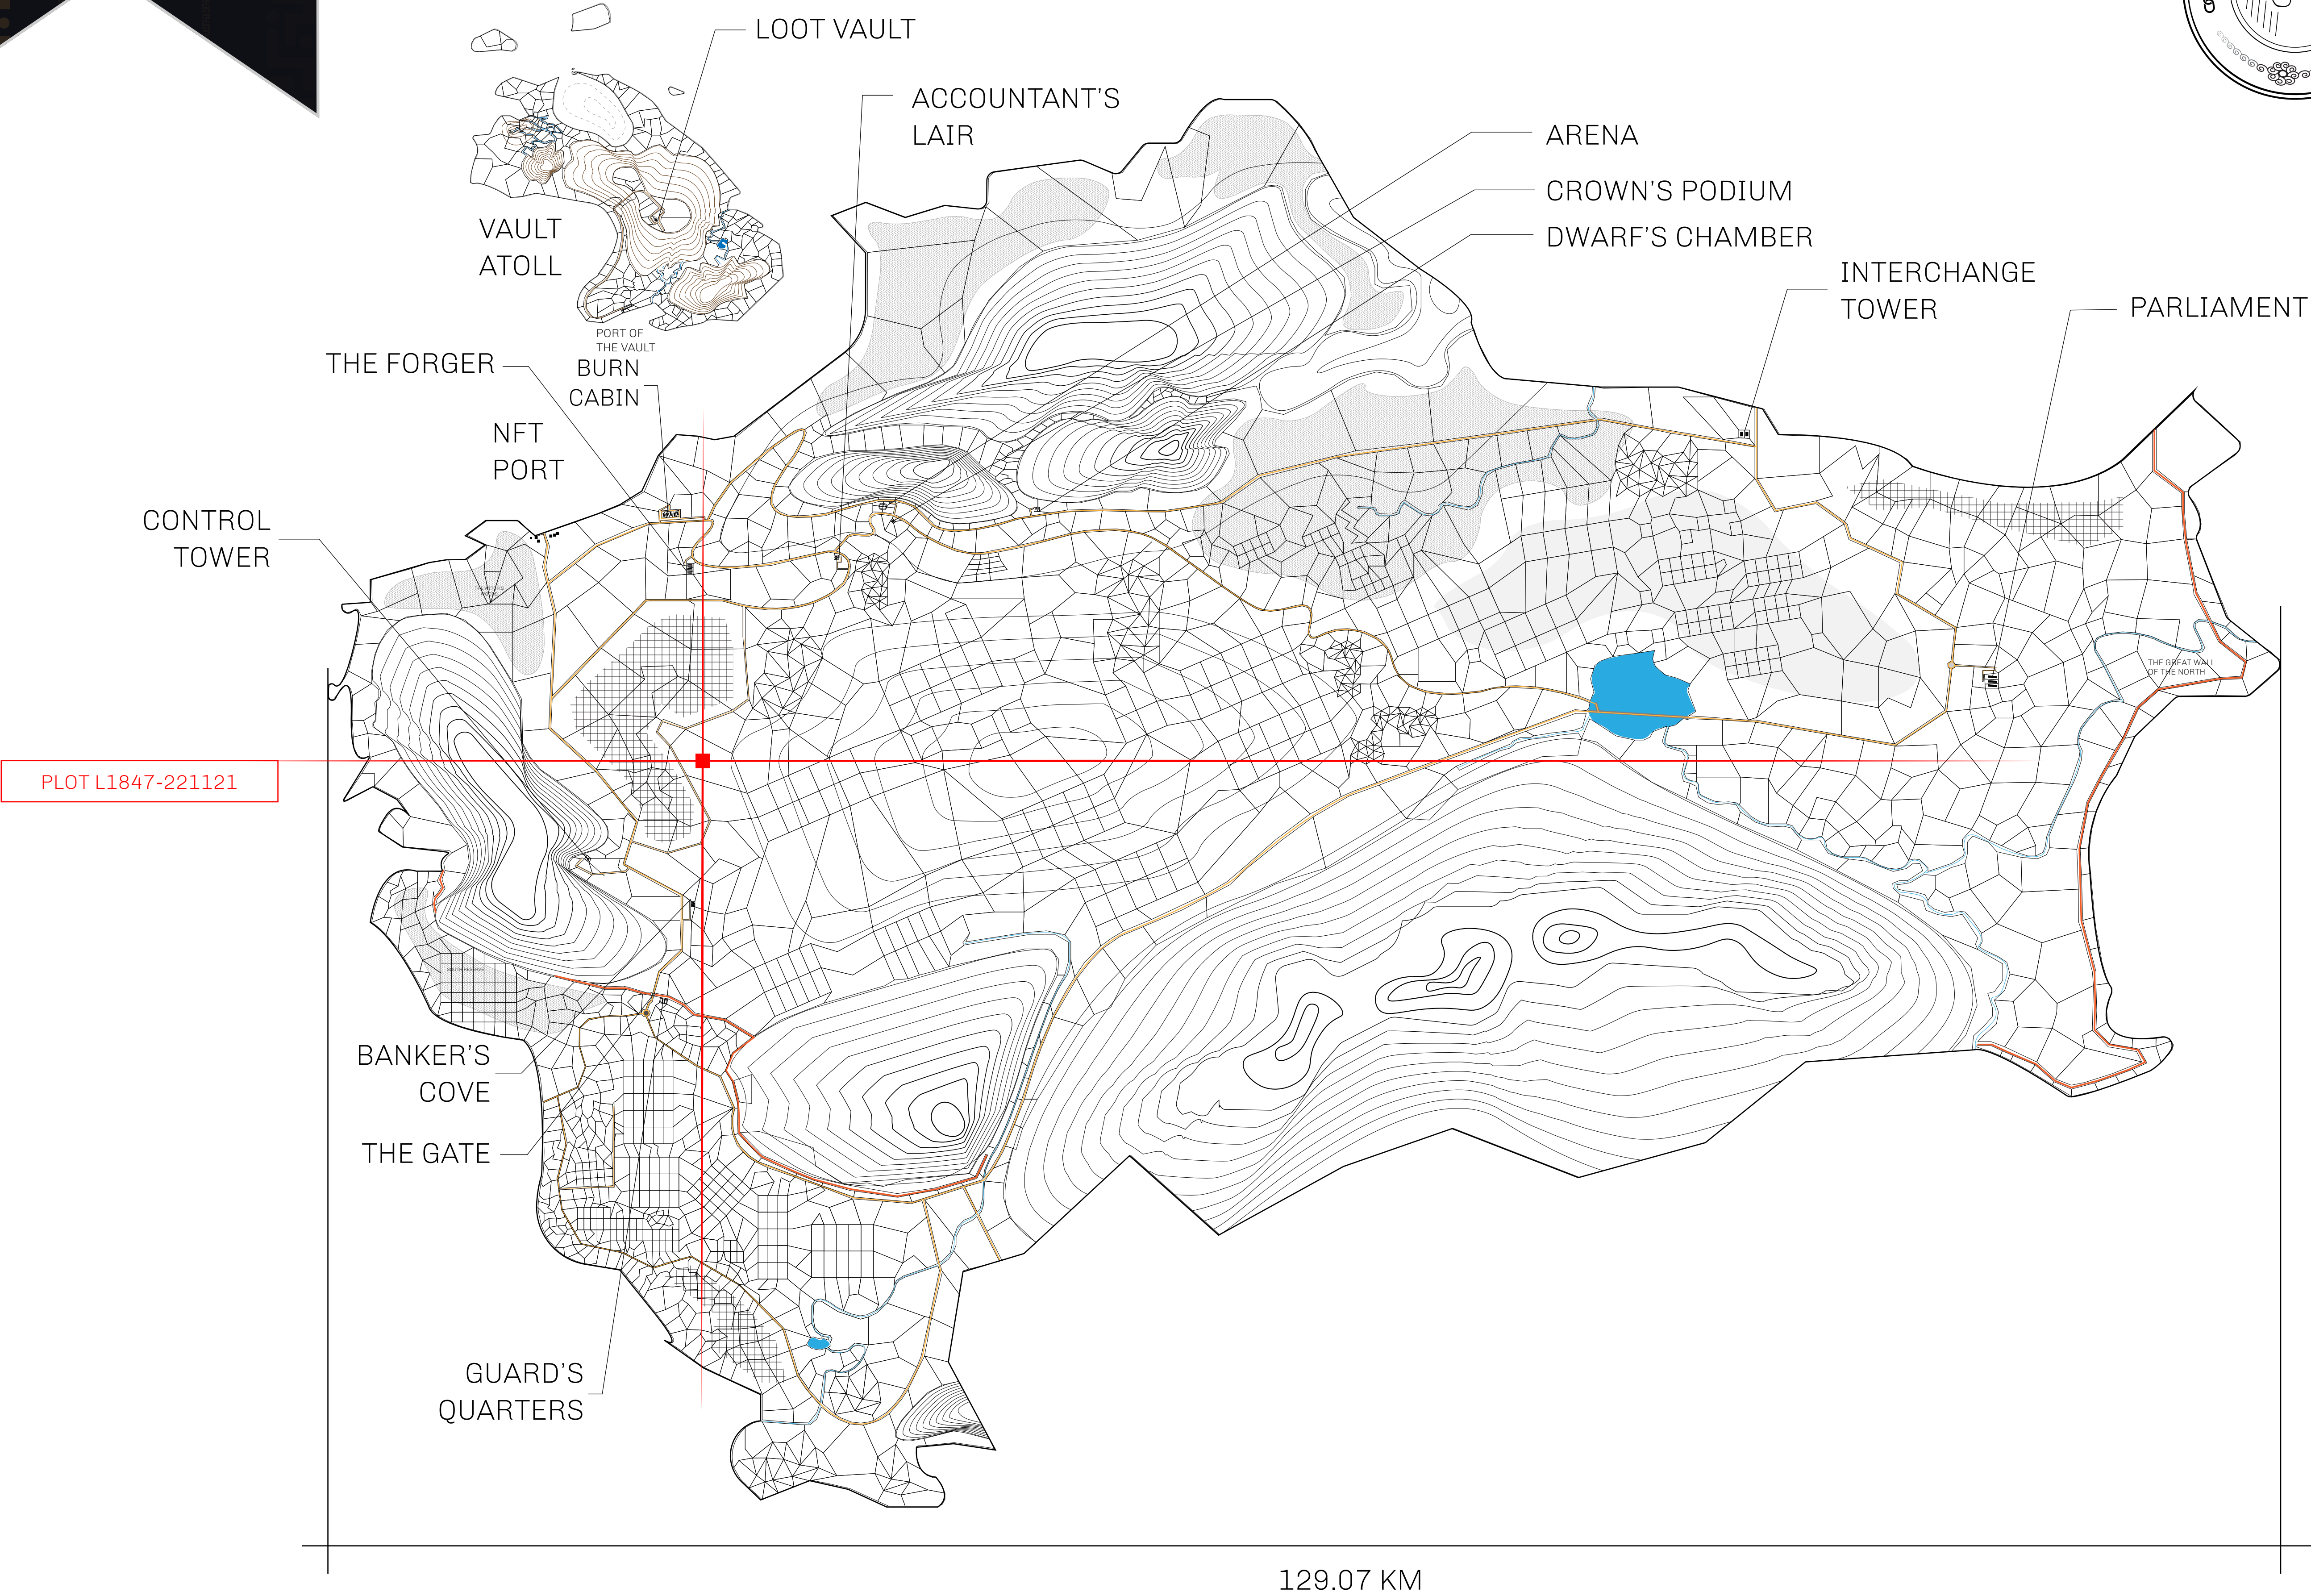 LOOT VAULT
ACCOUNTANT'S
LAIR
ARENA
CROWN'S PODIUM
DWARF'S CHAMBER
VAULT
ATOLL
INTERCHANGE
TOWER
PARLIAMENT
PORT OF
THE VAULT
THE FORGER
BURN
CABIN
NFT
PORT
CONTROL
TOWER
THE GREAT WALL
OF THE NORTH
PLOT L1847-221121
SOUTH RESERVE
BANKER'S
COVE
THE GATE
GUARD'S
QUARTERS
129.07 KM